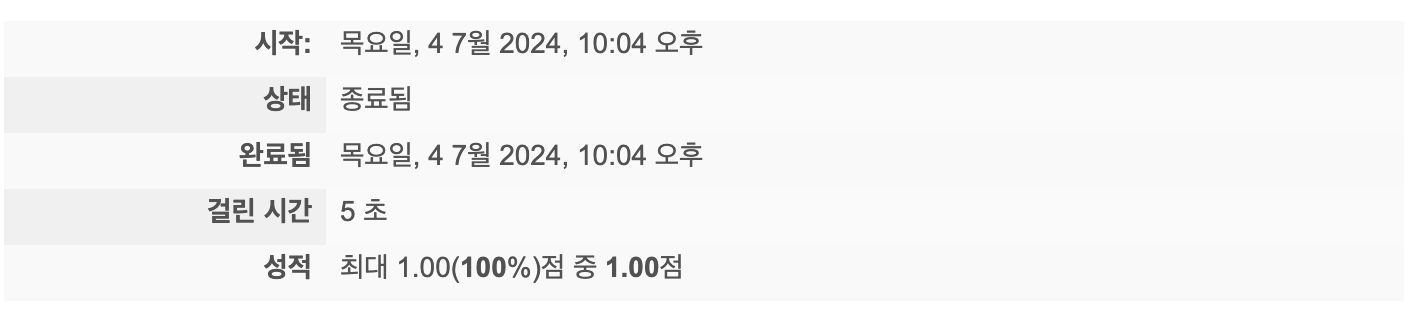 시작: 목요일, 4 7월 2024, 10:04 오후
상태 종료됨
완료됨 목요일, 4 7월 2024, 10:04 오후
걸린 시간 5 초
성적 최대 1.00(100%)점 중 1.00점